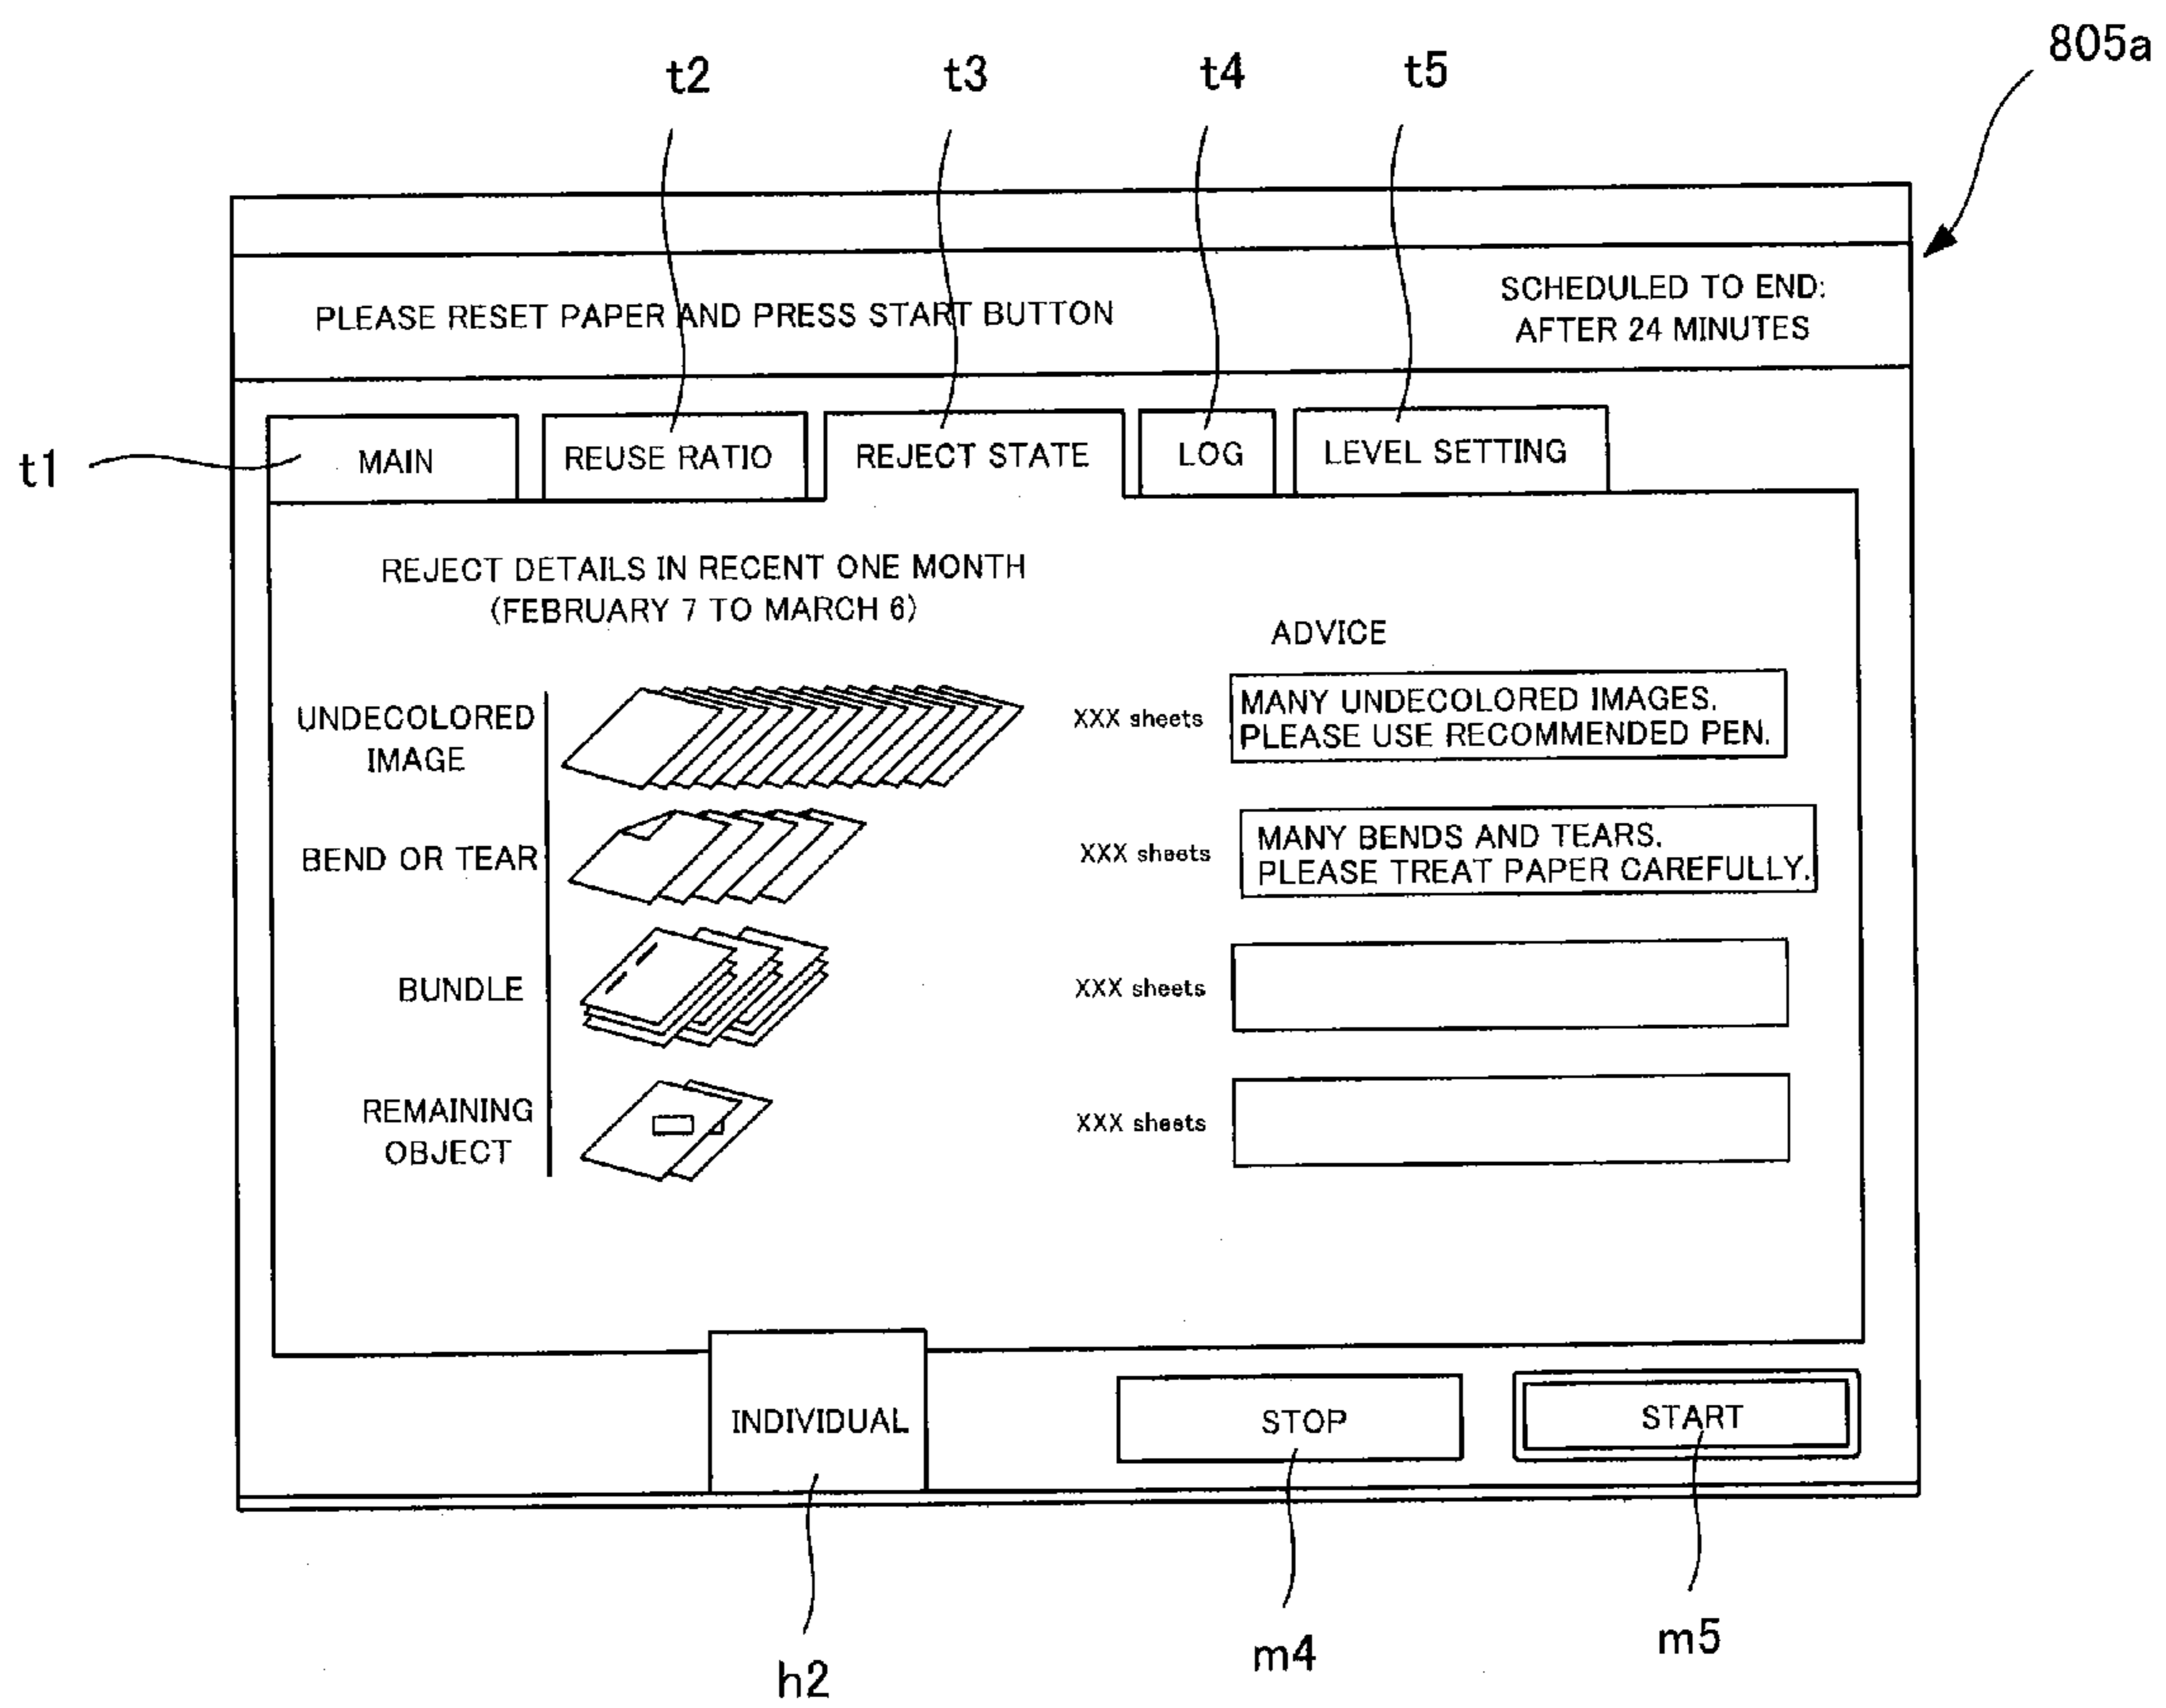 805a
t2
t3
t4
t5
PLEASE RESET PAPER AND PRESS START BUTTON
SCHEDULED TO END:
AFTER 24 MINUTES
t1
MAIN
REUSE RATIO
REJECT STATE
LOG
LEVEL SETTING
REJECT DETAILS IN RECENT ONE MONTH
(FEBRUARY 7 TO MARCH 6)
ADVICE
UNDECOLORED
IMAGE
XXX sheets
MANY UNDECOLORED IMAGES.
PLEASE USE RECOMMENDED PEN.
BEND OR TEAR
XXX sheets
MANY BENDS AND TEARS.
PLEASE TREAT PAPER CAREFULLY.
BUNDLE
XXX sheets
REMAINING
OBJECT
XXX sheets
INDIVIDUAL
STOP
START
h2
m4
m5